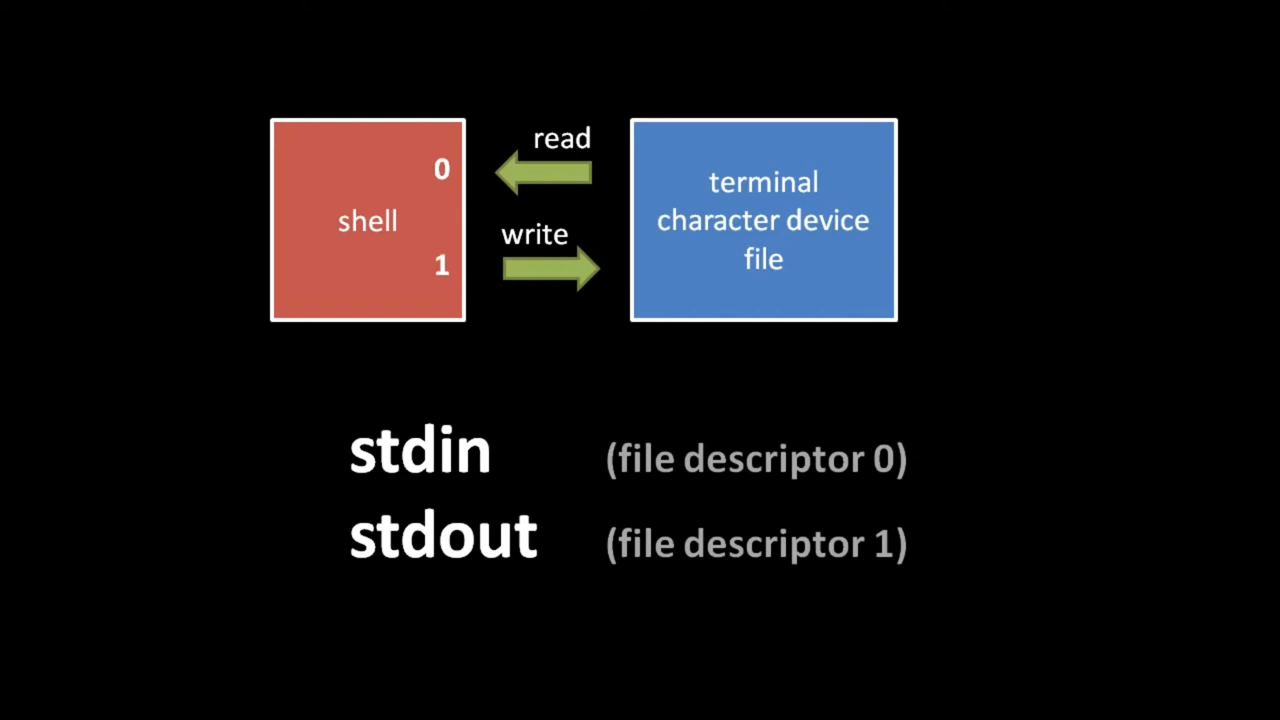 read
0
shell
write
1
terminal
character device
file
stdin (file descriptor 0)
stdout (file descriptor 1)